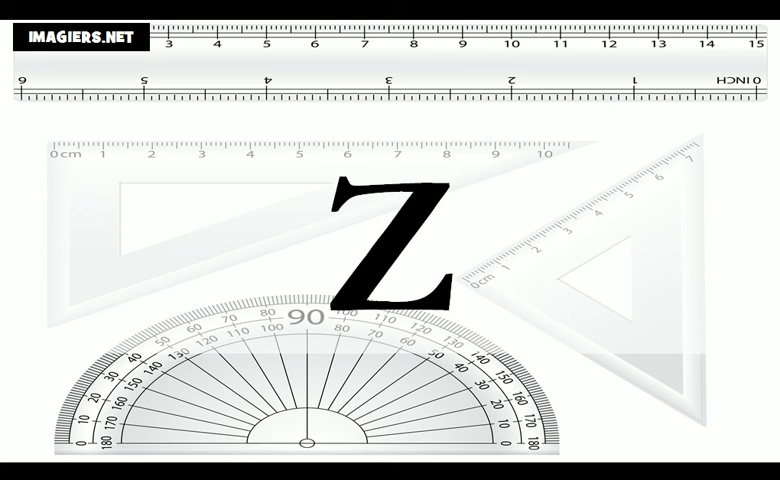 IMAGIERS.NET
3 4 5 6 7 8 9 10 11 12 13 14 15
6 5 4 3 2 1 0 INCH
0 cm 1 2 3 4 5 6 7 8 9 10
Z
0 cm 1 2 3 4 5 6 7
0 10 20 30 40 50 60 70 80 90 100 110 120 130 140 150 160 170 180
180 170 160 150 140 130 120 110 100 80 70 60 50 40 30 20 10 0